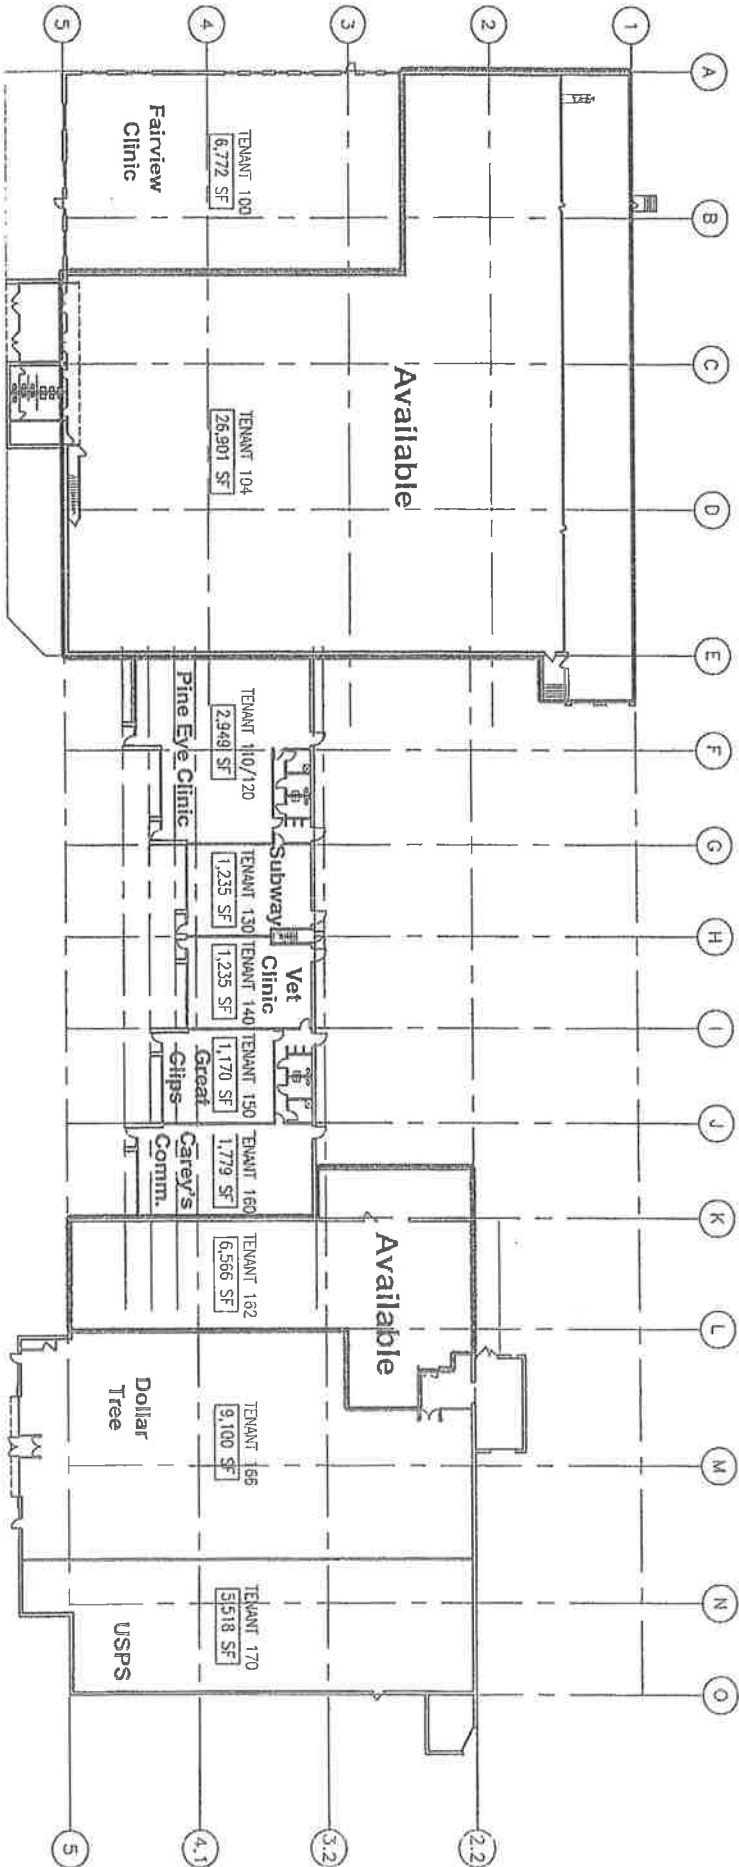 A
B
C
D
E
F
G
H
I
J
K
L
M
N
O
1
2
3
4
5
2.2
3.2
4.1
5
TENANT 100
6,772 SF
Fairview
Clinic
Available
TENANT 104
26,901 SF
TENANT 110/120
2,949 SF
Pine Eye Clinic
Subway
TENANT 130
1,235 SF
Vet
Clinic
TENANT 140
1,235 SF
TENANT 150
1,170 SF
Great
Clips
TENANT 160
1,779 SF
Carey's
Comm.
Available
TENANT 162
6,566 SF
TENANT 166
9,100 SF
Dollar
Tree
TENANT 170
5,518 SF
USPS